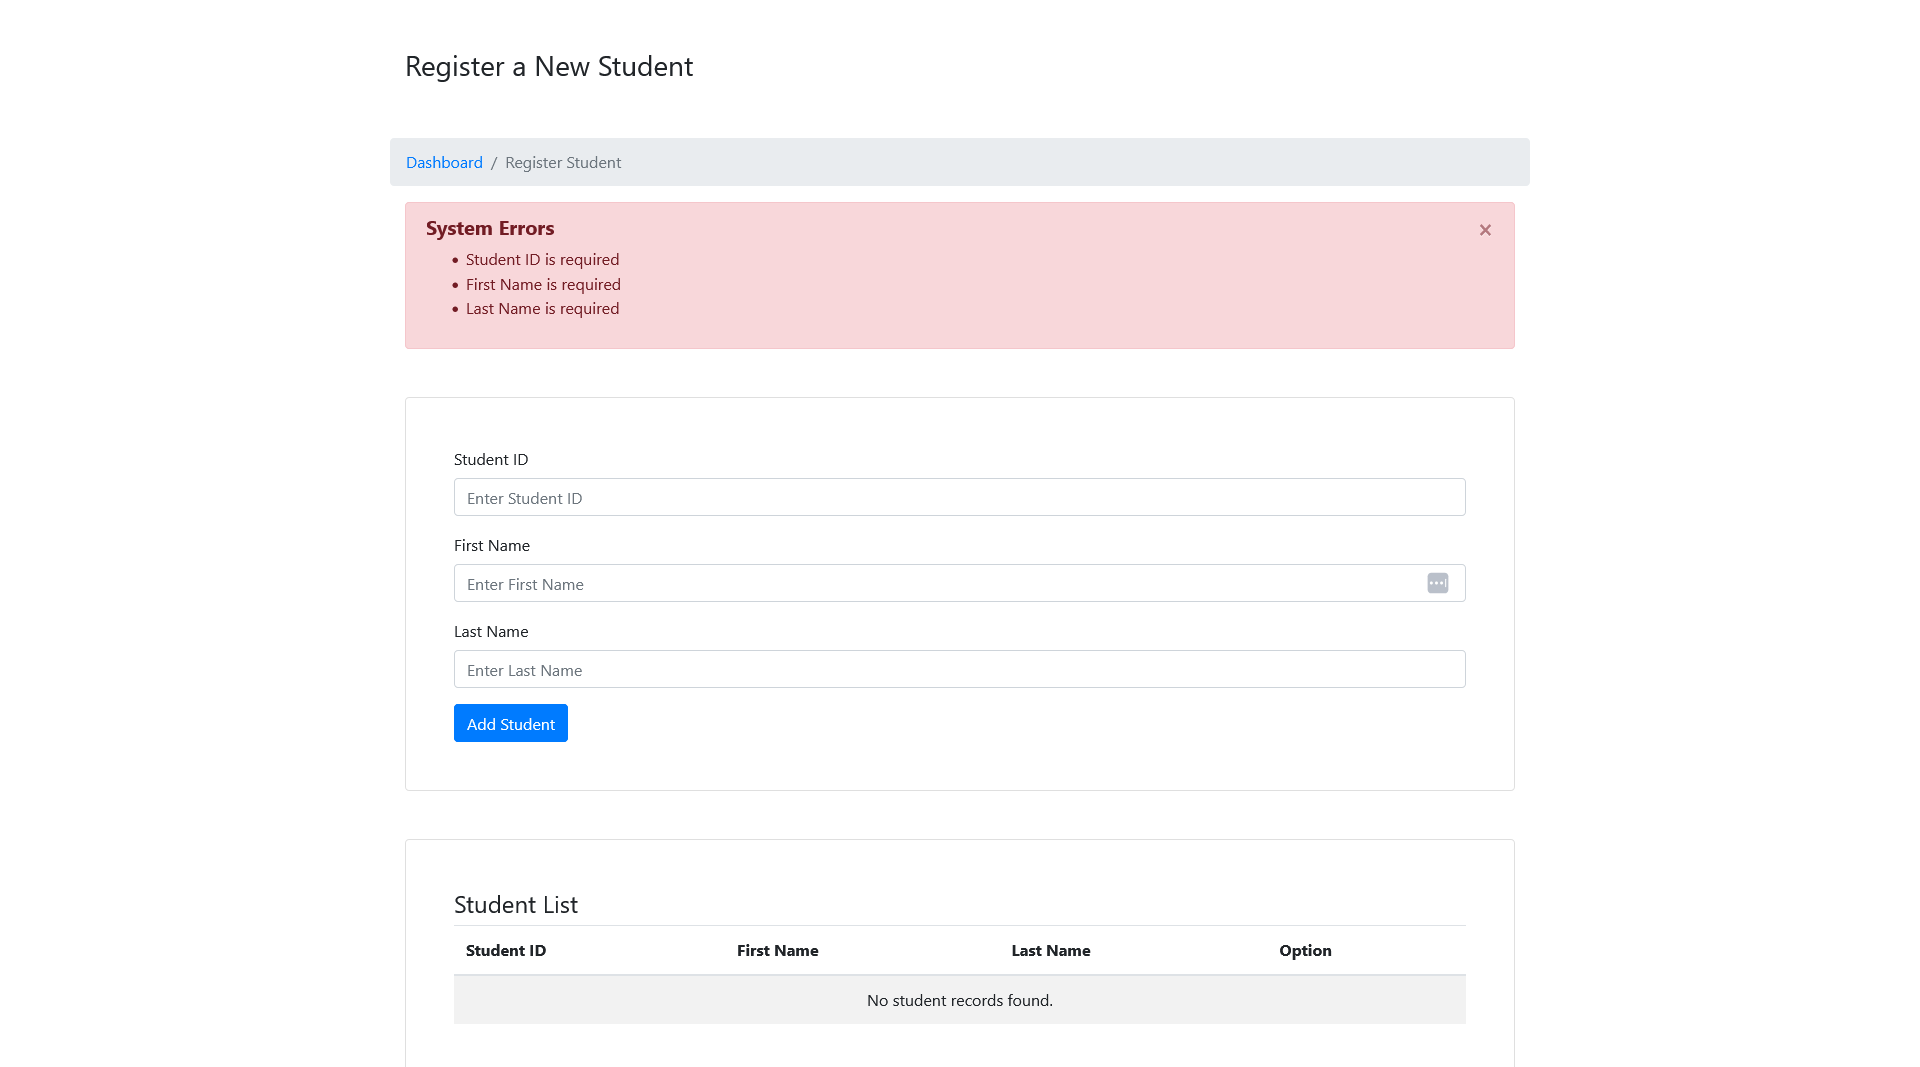 Register a New Student
Dashboard / Register Student
System Errors
×
• Student ID is required
• First Name is required
• Last Name is required
Student ID
Enter Student ID
First Name
Enter First Name
Last Name
Enter Last Name
Add Student
Student List
Student ID First Name Last Name Option
No student records found.